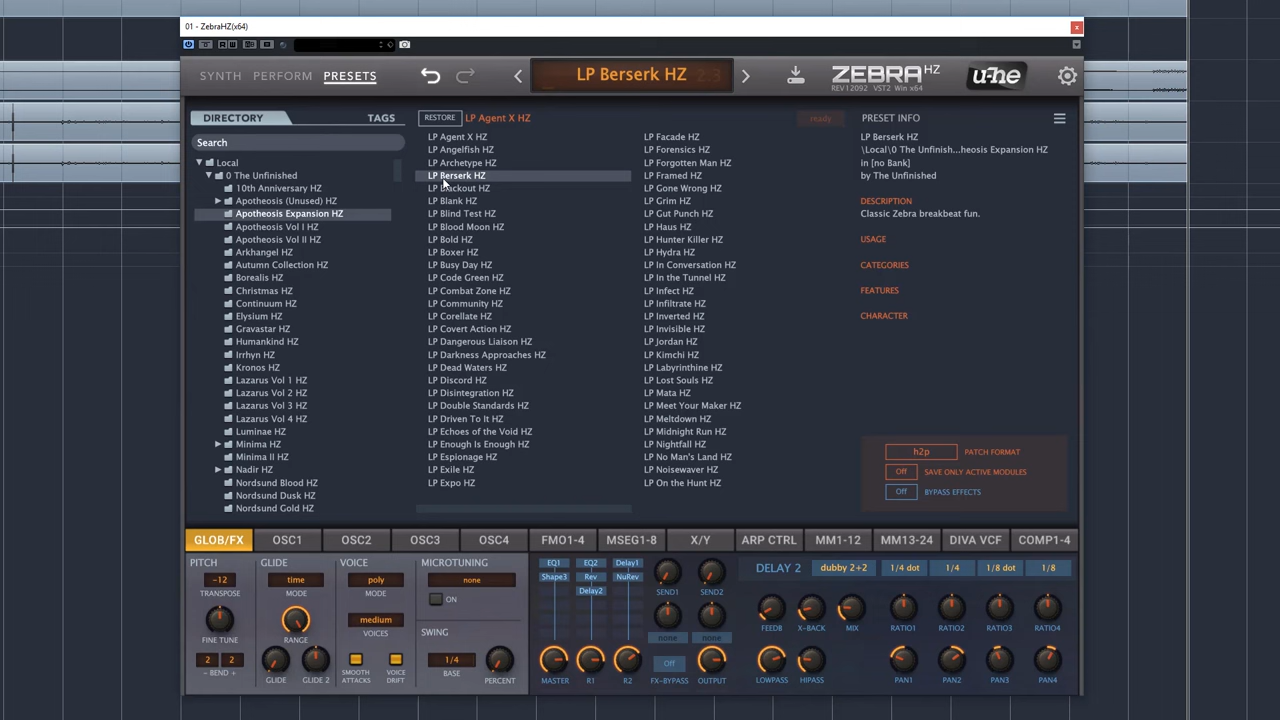 01 - ZebraHZ(x64)
SYNTH PERFORM PRESETS
LP Berserk HZ
ZEBRA HZ
REV12092 VST2 Win x64
u-he
DIRECTORY TAGS
Search
Local
0 The Unfinished
10th Anniversary HZ
Apotheosis (Unused) HZ
Apotheosis Expansion HZ
Apotheosis Vol I HZ
Apotheosis Vol II HZ
Arkhangel HZ
Autumn Collection HZ
Borealis HZ
Christmas HZ
Continuum HZ
Elysium HZ
Gravastar HZ
Humankind HZ
Irrhyn HZ
Kronos HZ
Lazarus Vol 1 HZ
Lazarus Vol 2 HZ
Lazarus Vol 3 HZ
Lazarus Vol 4 HZ
Luminae HZ
Minima HZ
Minima II HZ
Nadir HZ
Nordsund Blood HZ
Nordsund Dusk HZ
Nordsund Gold HZ
RESTORE LP Agent X HZ
ready
LP Agent X HZ
LP Angelfish HZ
LP Archetype HZ
LP Berserk HZ
LP Blackout HZ
LP Blank HZ
LP Blind Test HZ
LP Blood Moon HZ
LP Bold HZ
LP Boxer HZ
LP Busy Day HZ
LP Code Green HZ
LP Combat Zone HZ
LP Community HZ
LP Corellate HZ
LP Covert Action HZ
LP Dangerous Liaison HZ
LP Darkness Approaches HZ
LP Dead Waters HZ
LP Discord HZ
LP Disintegration HZ
LP Double Standards HZ
LP Driven To It HZ
LP Echoes of the Void HZ
LP Enough Is Enough HZ
LP Espionage HZ
LP Exile HZ
LP Expo HZ
LP Facade HZ
LP Forensics HZ
LP Forgotten Man HZ
LP Framed HZ
LP Gone Wrong HZ
LP Grim HZ
LP Gut Punch HZ
LP Haus HZ
LP Hunter Killer HZ
LP Hydra HZ
LP In Conversation HZ
LP In the Tunnel HZ
LP Infect HZ
LP Infiltrate HZ
LP Inverted HZ
LP Invisible HZ
LP Jordan HZ
LP Kimchi HZ
LP Labyrinthine HZ
LP Lost Souls HZ
LP Mata HZ
LP Meet Your Maker HZ
LP Meltdown HZ
LP Midnight Run HZ
LP Nightfall HZ
LP No Man's Land HZ
LP Noisewaver HZ
LP On the Hunt HZ
PRESET INFO
LP Berserk HZ
\Local\0 The Unfinish...heosis Expansion HZ
in [no Bank]
by The Unfinished
DESCRIPTION
Classic Zebra breakbeat fun.
USAGE
CATEGORIES
FEATURES
CHARACTER
h2p PATCH FORMAT
Off SAVE ONLY ACTIVE MODULES
Off BYPASS EFFECTS
GLOB/FX OSC1 OSC2 OSC3 OSC4 FMO1-4 MSEG1-8 X/Y ARP CTRL MM1-12 MM13-24 DIVA VCF COMP1-4
PITCH
-12
TRANSPOSE
FINE TUNE
2 2
- BEND +
GLIDE
time
MODE
RANGE
GLIDE GLIDE 2
VOICE
poly
MODE
medium
VOICES
SMOOTH ATTACKS
VOICE DRIFT
MICROTUNING
none
ON
SWING
1/4
BASE
PERCENT
EQ1 EQ2 Delay1
Shape3 Rev NuRev
Delay2
MASTER R1 R2
SEND1 SEND2
none none
Off
FX-BYPASS OUTPUT
DELAY 2 dubby 2+2 1/4 dot 1/4 1/8 dot 1/8
FEEDB X-BACK MIX RATIO1 RATIO2 RATIO3 RATIO4
LOWPASS HIPASS PAN1 PAN2 PAN3 PAN4